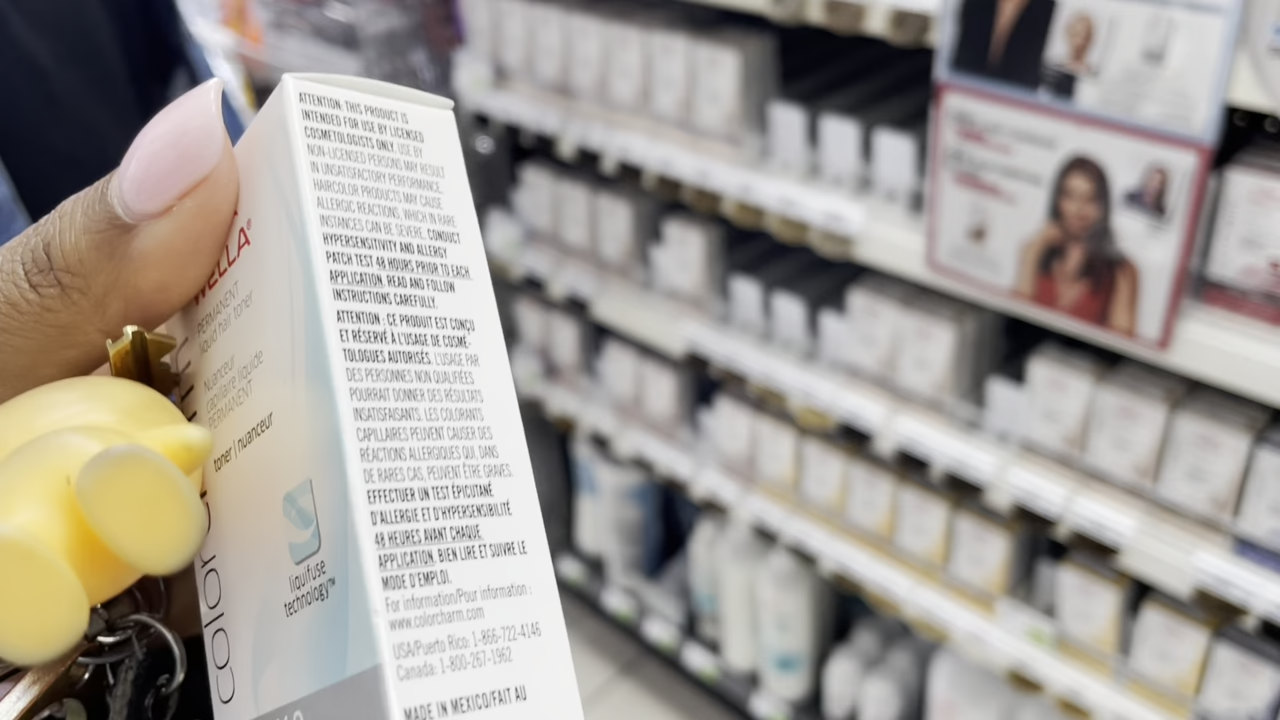 ATTENTION: THIS PRODUCT IS
INTENDED FOR USE BY LICENSED
COSMETOLOGISTS ONLY. USE BY
NON-LICENSED PERSONS MAY RESULT
IN UNSATISFACTORY PERFORMANCE.
HAIRCOLOR PRODUCTS MAY CAUSE
ALLERGIC REACTIONS, WHICH IN RARE
INSTANCES CAN BE SEVERE. CONDUCT
HYPERSENSITIVITY AND ALLERGY
PATCH TEST 48 HOURS PRIOR TO EACH
APPLICATION. READ AND FOLLOW
INSTRUCTIONS CAREFULLY.
ATTENTION : CE PRODUIT EST CONÇU
ET RÉSERVÉ À L'USAGE DE COSMÉ-
TOLOGUES AUTORISÉS. L'USAGE PAR
DES PERSONNES NON QUALIFIÉES
POURRAIT DONNER DES RÉSULTATS
INSATISFAISANTS. LES COLORANTS
CAPILLAIRES PEUVENT CAUSER DES
RÉACTIONS ALLERGIQUES QUI, DANS
DE RARES CAS, PEUVENT ÊTRE GRAVES.
EFFECTUER UN TEST ÉPICUTANÉ
D'ALLERGIE ET D'HYPERSENSIBILITÉ
48 HEURES AVANT CHAQUE
APPLICATION. BIEN LIRE ET SUIVRE LE
MODE D'EMPLOI.
For information/Pour information :
www.colorcharm.com
USA/Puerto Rico: 1-866-722-4146
Canada: 1-800-267-1962
MADE IN MEXICO/FAIT AU
WELLA®
PERMANENT
liquid hair toner
Nuanceur
capillaire liquide
PERMANENT
toner | nuanceur
liquifuse
technology™
color